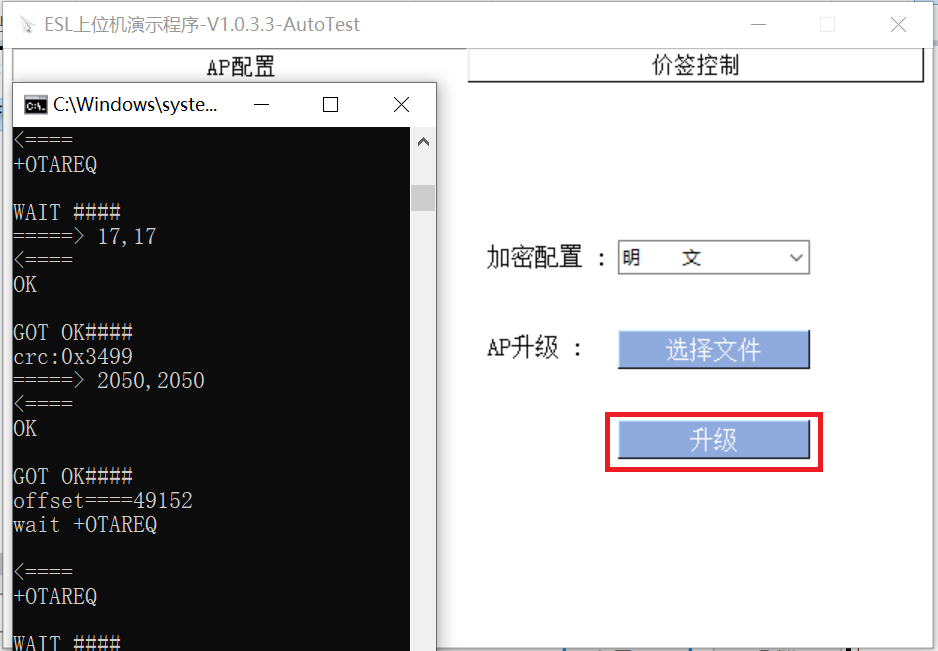 ESL上位机演示程序-V1.0.3.3-AutoTest
AP配置
价签控制
C:\Windows\syste...
<====
+OTAREQ
WAIT ####
=====> 17,17
<====
OK
GOT OK####
crc:0x3499
=====> 2050,2050
<====
OK
GOT OK####
offset====49152
wait +OTAREQ
<====
+OTAREQ
WAIT ####
加密配置 ：
明 文
AP升级 ：
选择文件
升级